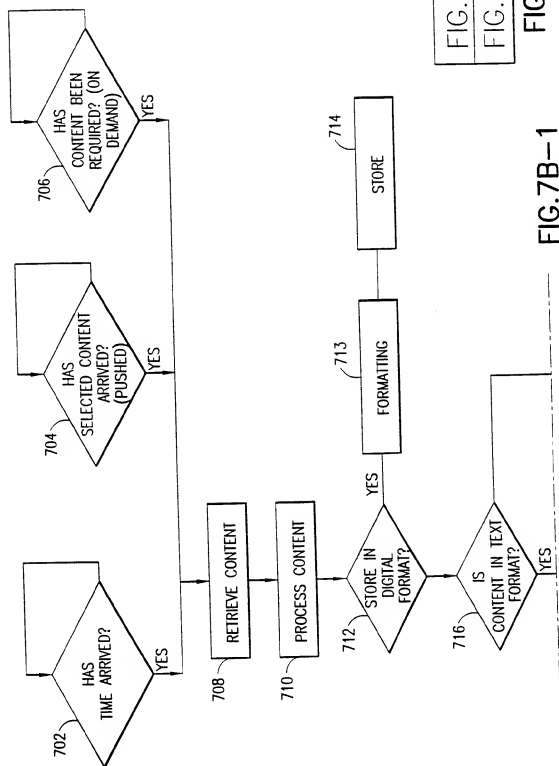 702
HAS
TIME ARRIVED?
YES
704
HAS
SELECTED CONTENT
ARRIVED?
(PUSHED)
YES
706
HAS
CONTENT BEEN
REQUIRED? (ON
DEMAND)
YES
708
RETRIEVE CONTENT
710
PROCESS CONTENT
712
STORE IN
DIGITAL
FORMAT?
YES
713
FORMATTING
714
STORE
716
IS
CONTENT IN TEXT
FORMAT?
YES
FIG.7B-1
FIG.
FIG.
FIG